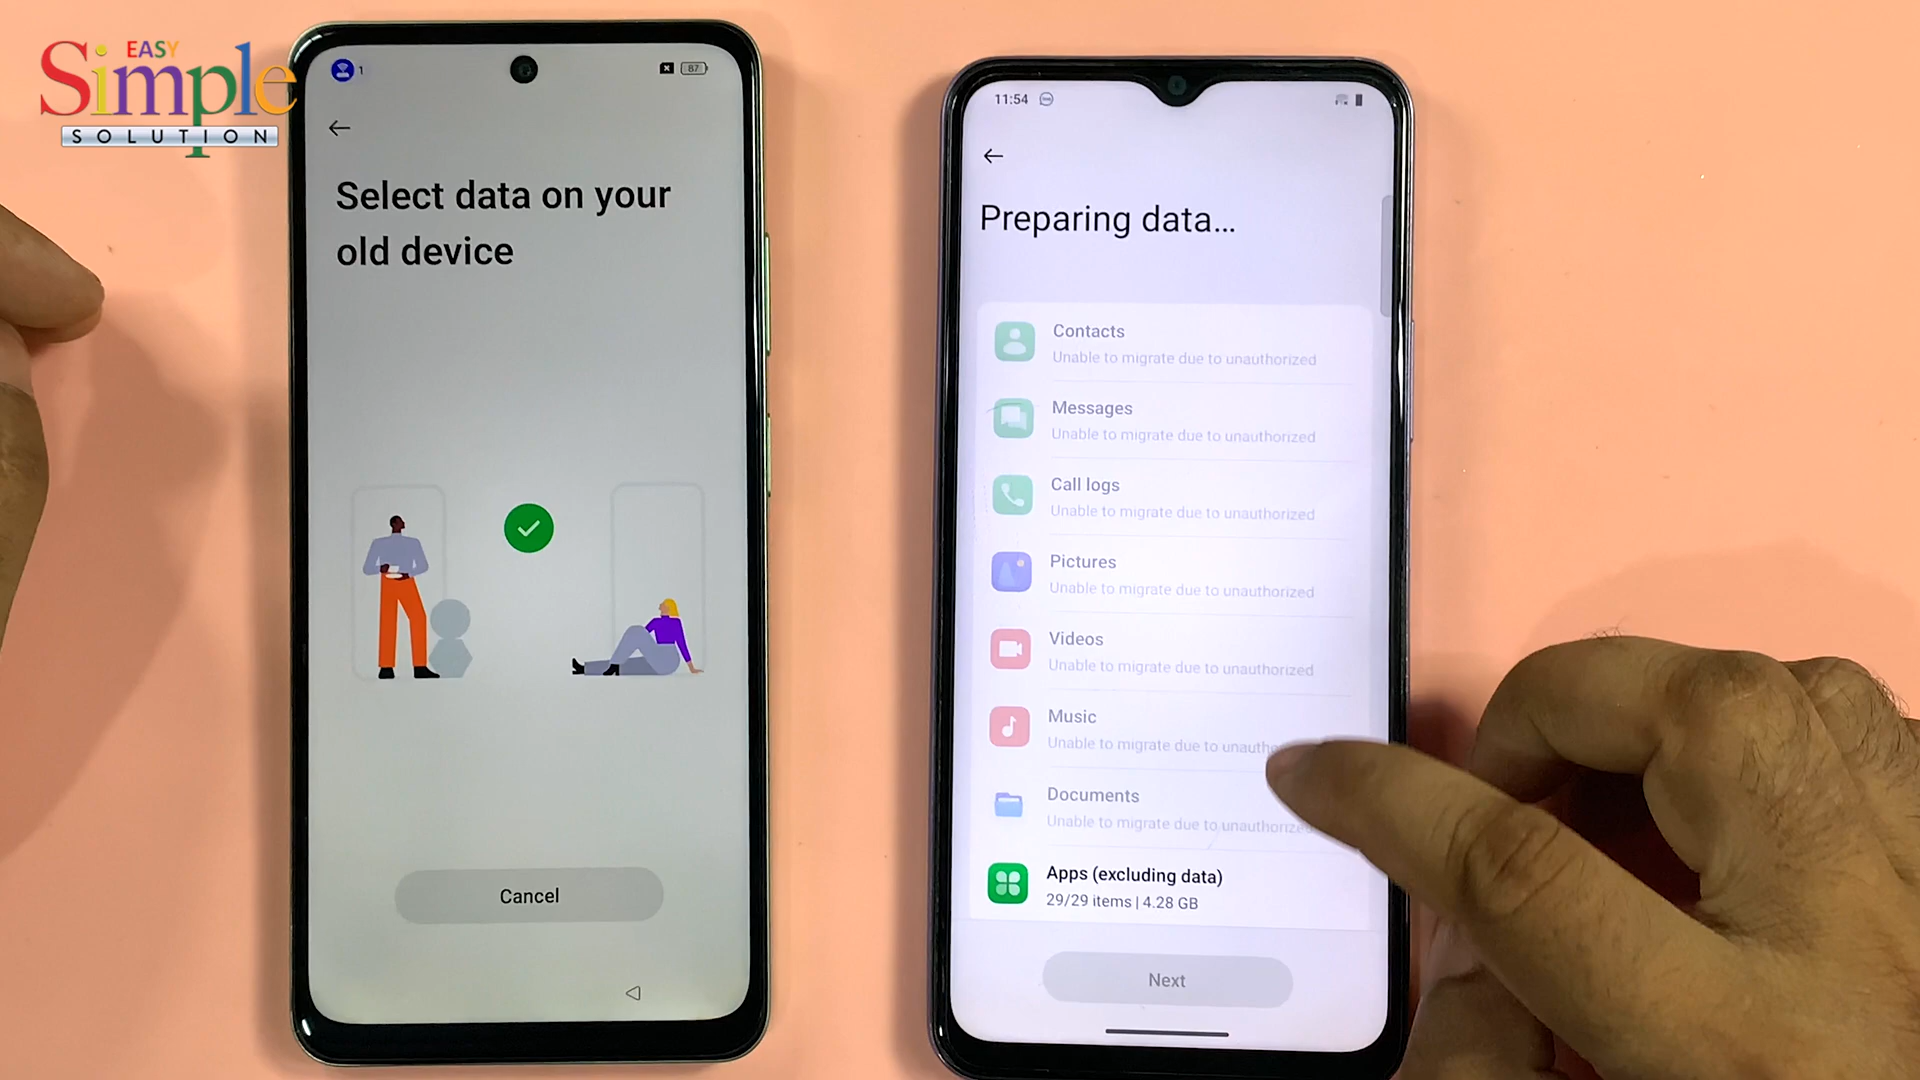 EASY
Simple
SOLUTION
1
87
Select data on your
old device
Cancel
11:54
Preparing data...
Contacts
Unable to migrate due to unauthorized
Messages
Unable to migrate due to unauthorized
Call logs
Unable to migrate due to unauthorized
Pictures
Unable to migrate due to unauthorized
Videos
Unable to migrate due to unauthorized
Music
Unable to migrate due to
Documents
Unable to migrate due to unauthorized
Apps (excluding data)
29/29 items | 4.28 GB
Next